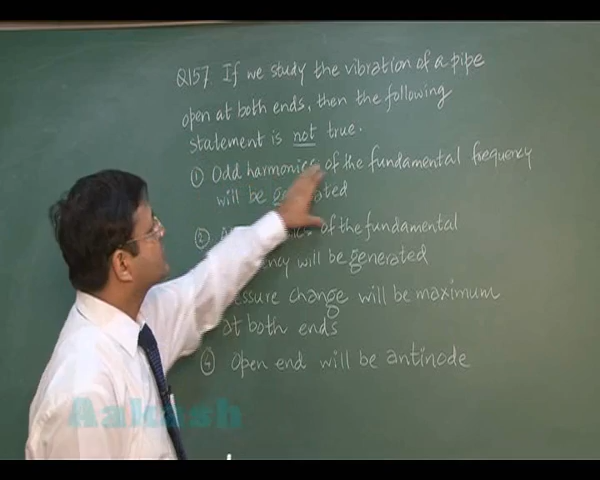 Q157. If we study the vibration of a pipe
open at both ends, then the following
statement is not true.
① Odd harmonics of the fundamental frequency
will be generated
② of the fundamental
will be generated
change will be maximum
at both ends
④ Open end will be antinode
Aakash